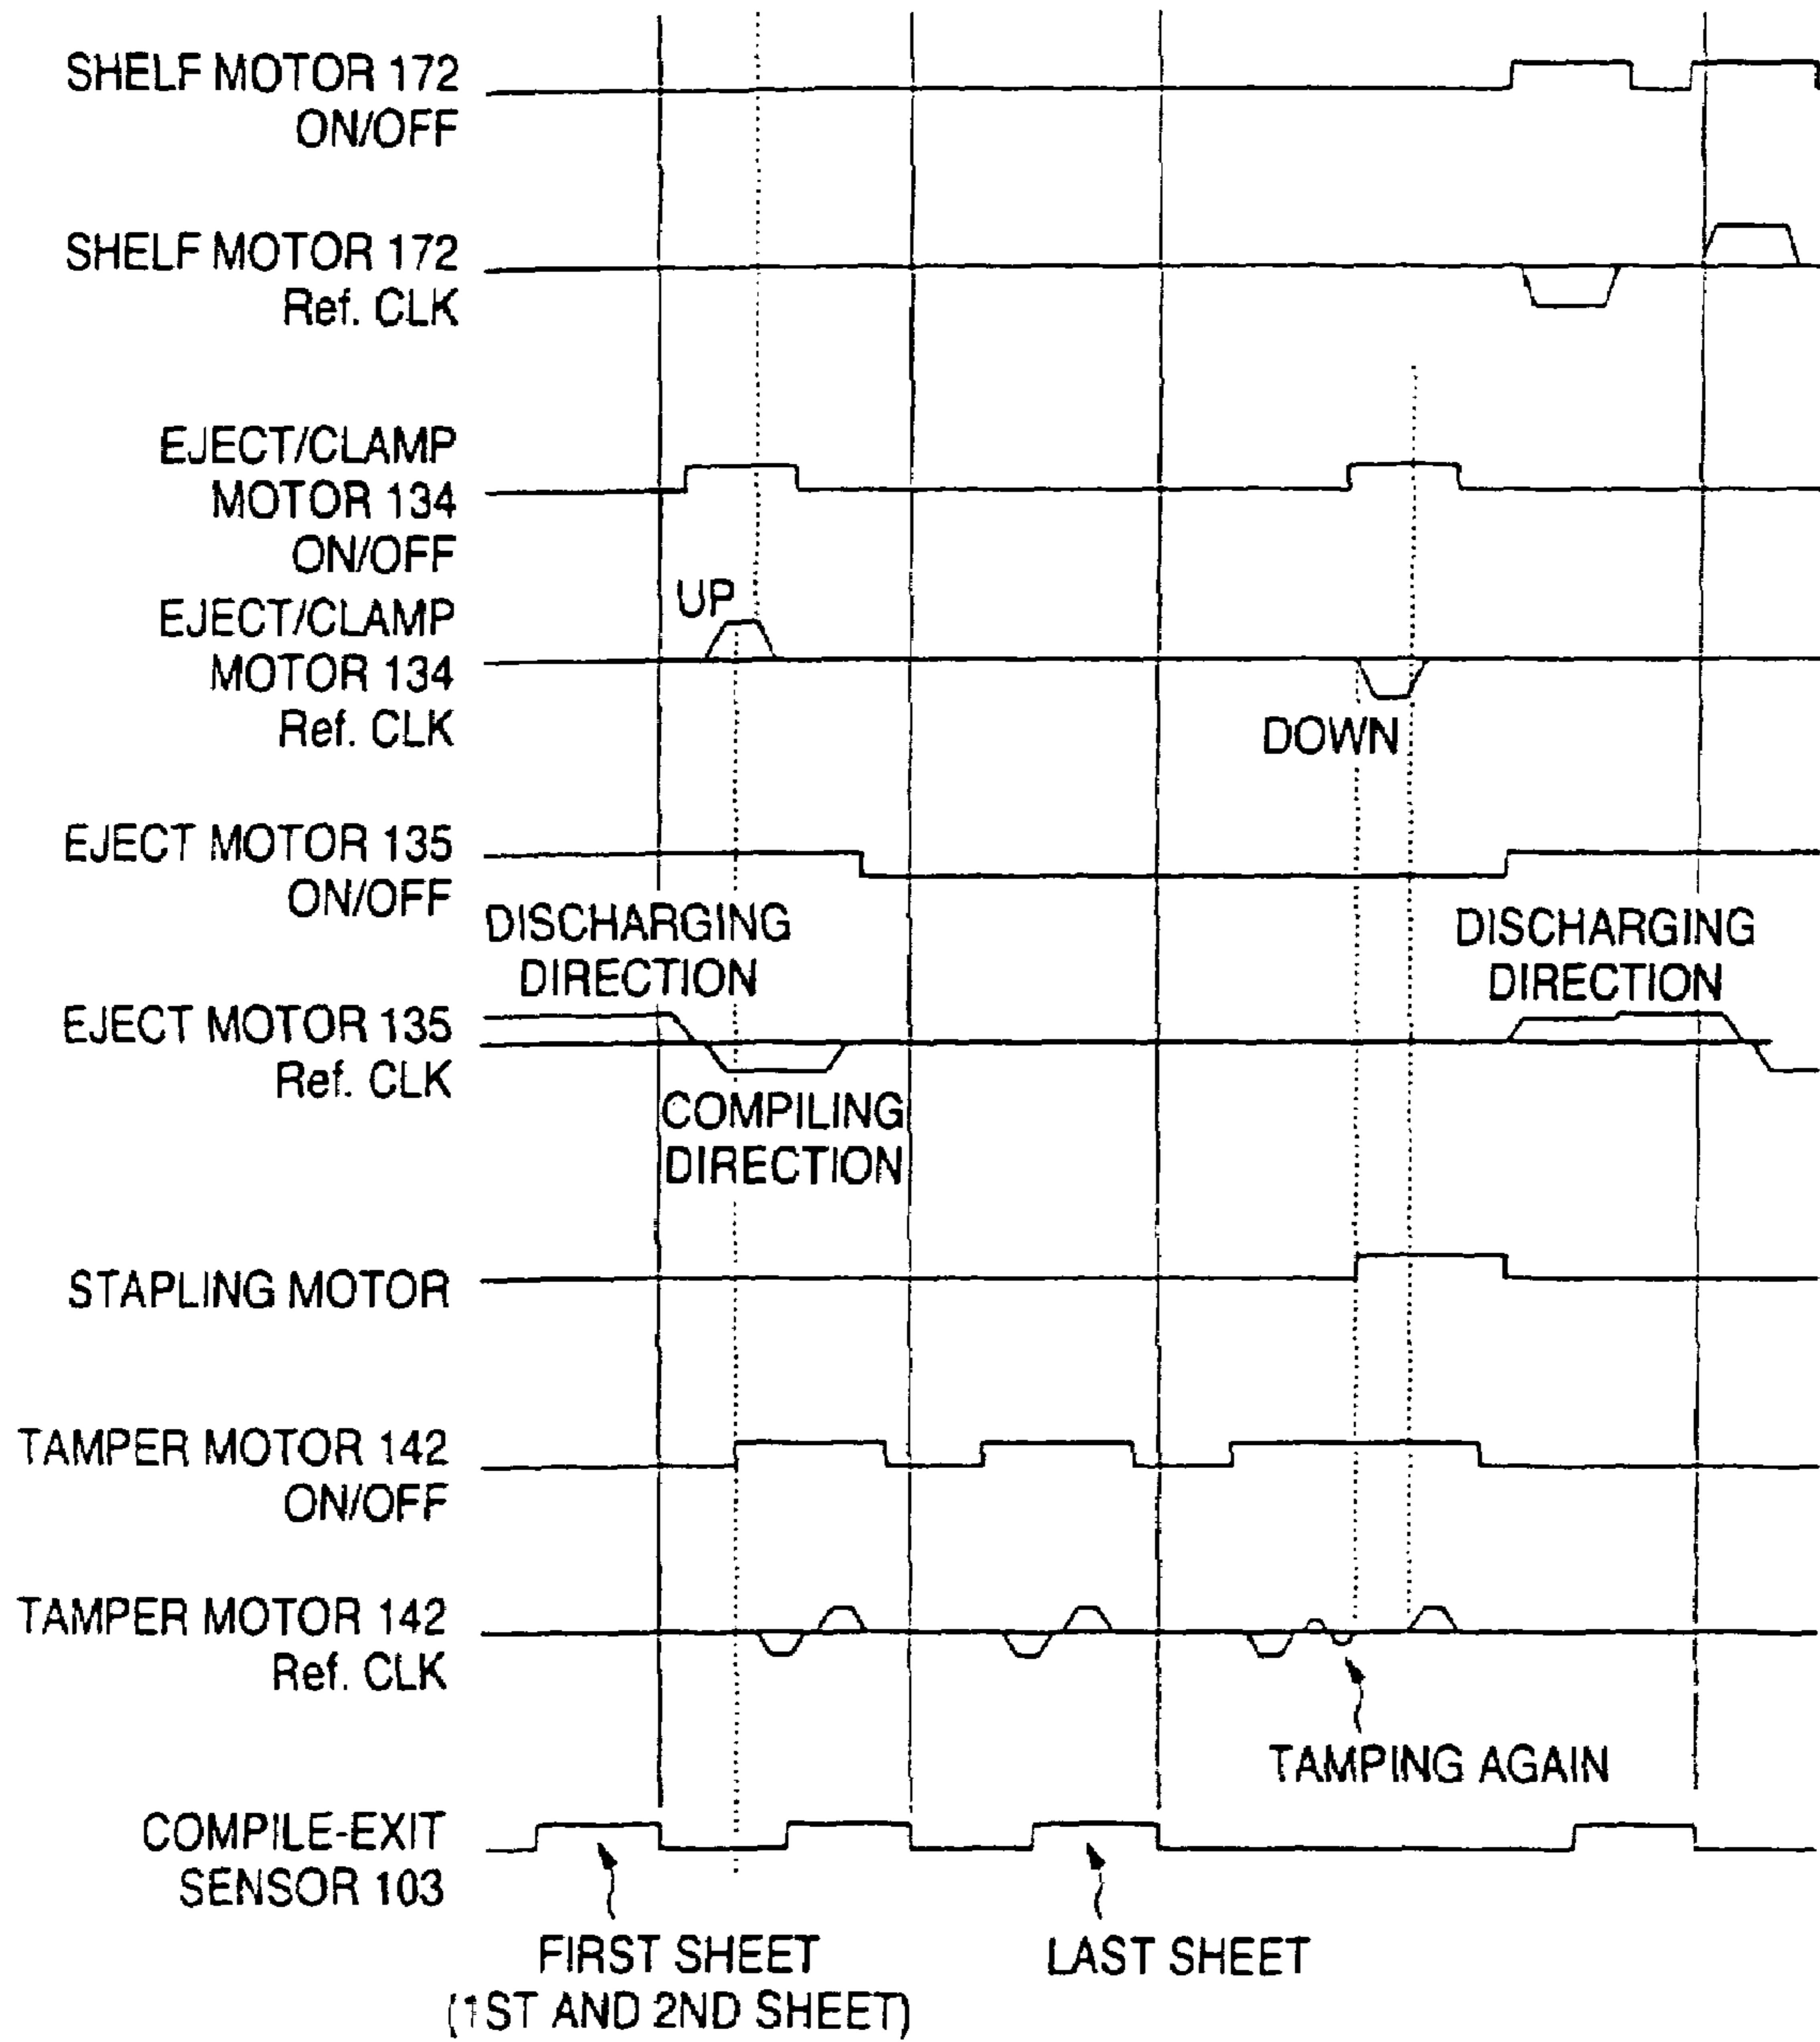 SHELF MOTOR 172
ON/OFF
SHELF MOTOR 172
Ref. CLK
EJECT/CLAMP
MOTOR 134
ON/OFF
UP
EJECT/CLAMP
MOTOR 134
Ref. CLK
DOWN
EJECT MOTOR 135
ON/OFF
DISCHARGING
DIRECTION
DISCHARGING
DIRECTION
EJECT MOTOR 135
Ref. CLK
COMPILING
DIRECTION
STAPLING MOTOR
TAMPER MOTOR 142
ON/OFF
TAMPER MOTOR 142
Ref. CLK
TAMPING AGAIN
COMPILE-EXIT
SENSOR 103
FIRST SHEET
(1ST AND 2ND SHEET)
LAST SHEET